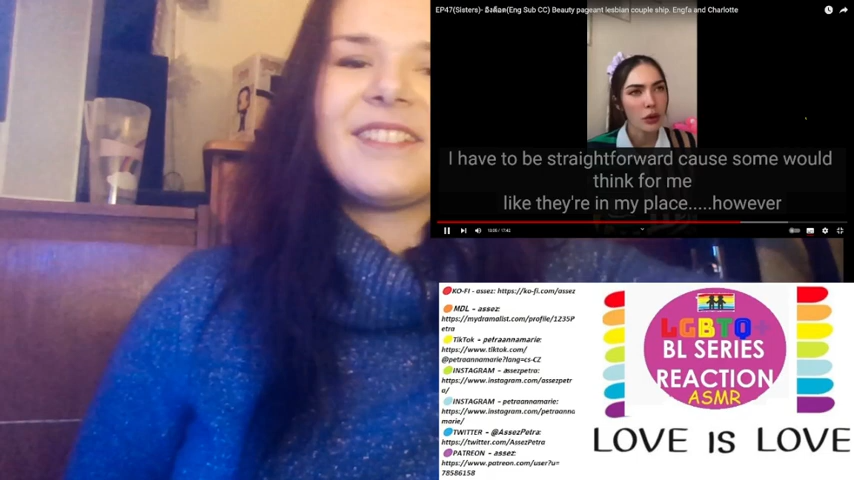 EP47(Sisters)- อิงล็อต(Eng Sub CC) Beauty pageant lesbian couple ship. Engfa and Charlotte
I have to be straightforward cause some would
think for me
like they're in my place.....however
KO-FI - assez: https://ko-fi.com/assez
MDL - assez:
https://mydramalist.com/profile/1235P
etra
TikTok - petraannamarie:
https://www.tiktok.com/
@petraannamarie?lang=cs-CZ
INSTAGRAM - assezpetra:
https://www.instagram.com/assezpetr
a/
INSTAGRAM - petraannamarie:
https://www.instagram.com/petraanna
marie/
TWITTER - @AssezPetra:
https://twitter.com/AssezPetra
PATREON - assez:
https://www.patreon.com/user?u=
78586158
LGBTQ+
BL SERIES
REACTION
ASMR
LOVE IS LOVE